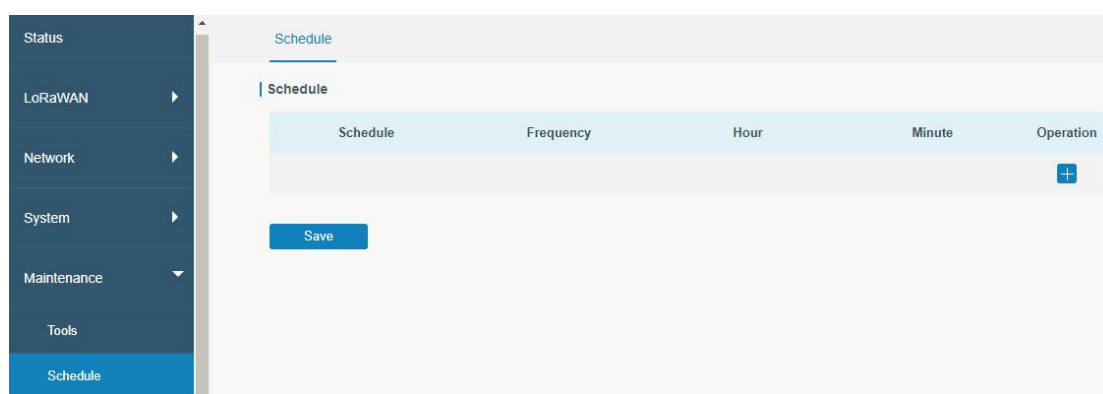 Status
LoRaWAN
Network
System
Maintenance
Tools
Schedule
Schedule
Schedule
Schedule Frequency Hour Minute Operation
Save